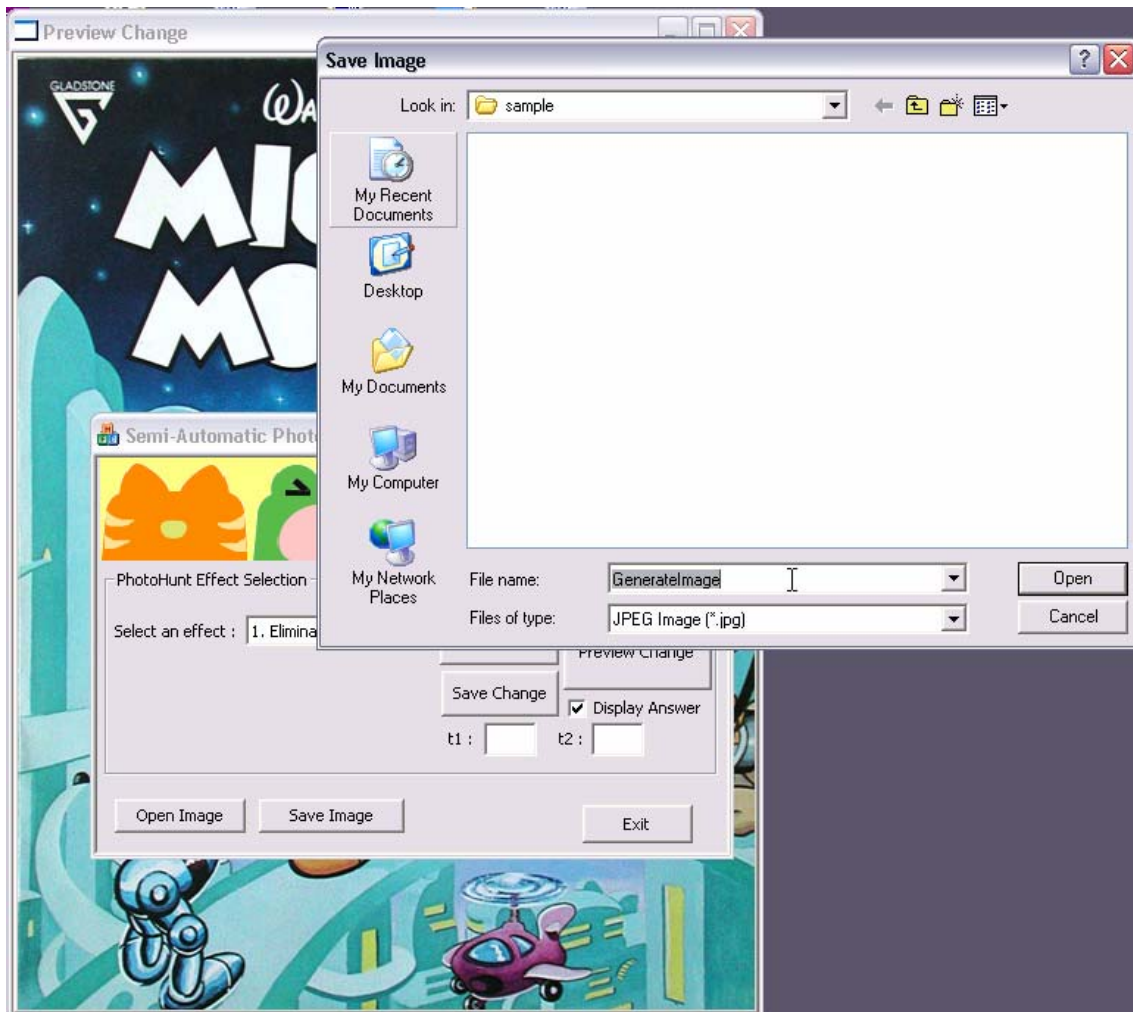 Preview Change
Save Image
GLADSTONE
Look in: sample
My Recent
Documents
Desktop
My Documents
My Computer
My Network
Places
Semi-Automatic
PhotoHunt Effect Selection
Select an effect : 1.
File name: GenerateImage
Open
Files of type: JPEG Image (*.jpg)
Cancel
Preview Change
Save Change
Display Answer
t1 :
t2 :
Open Image
Save Image
Exit